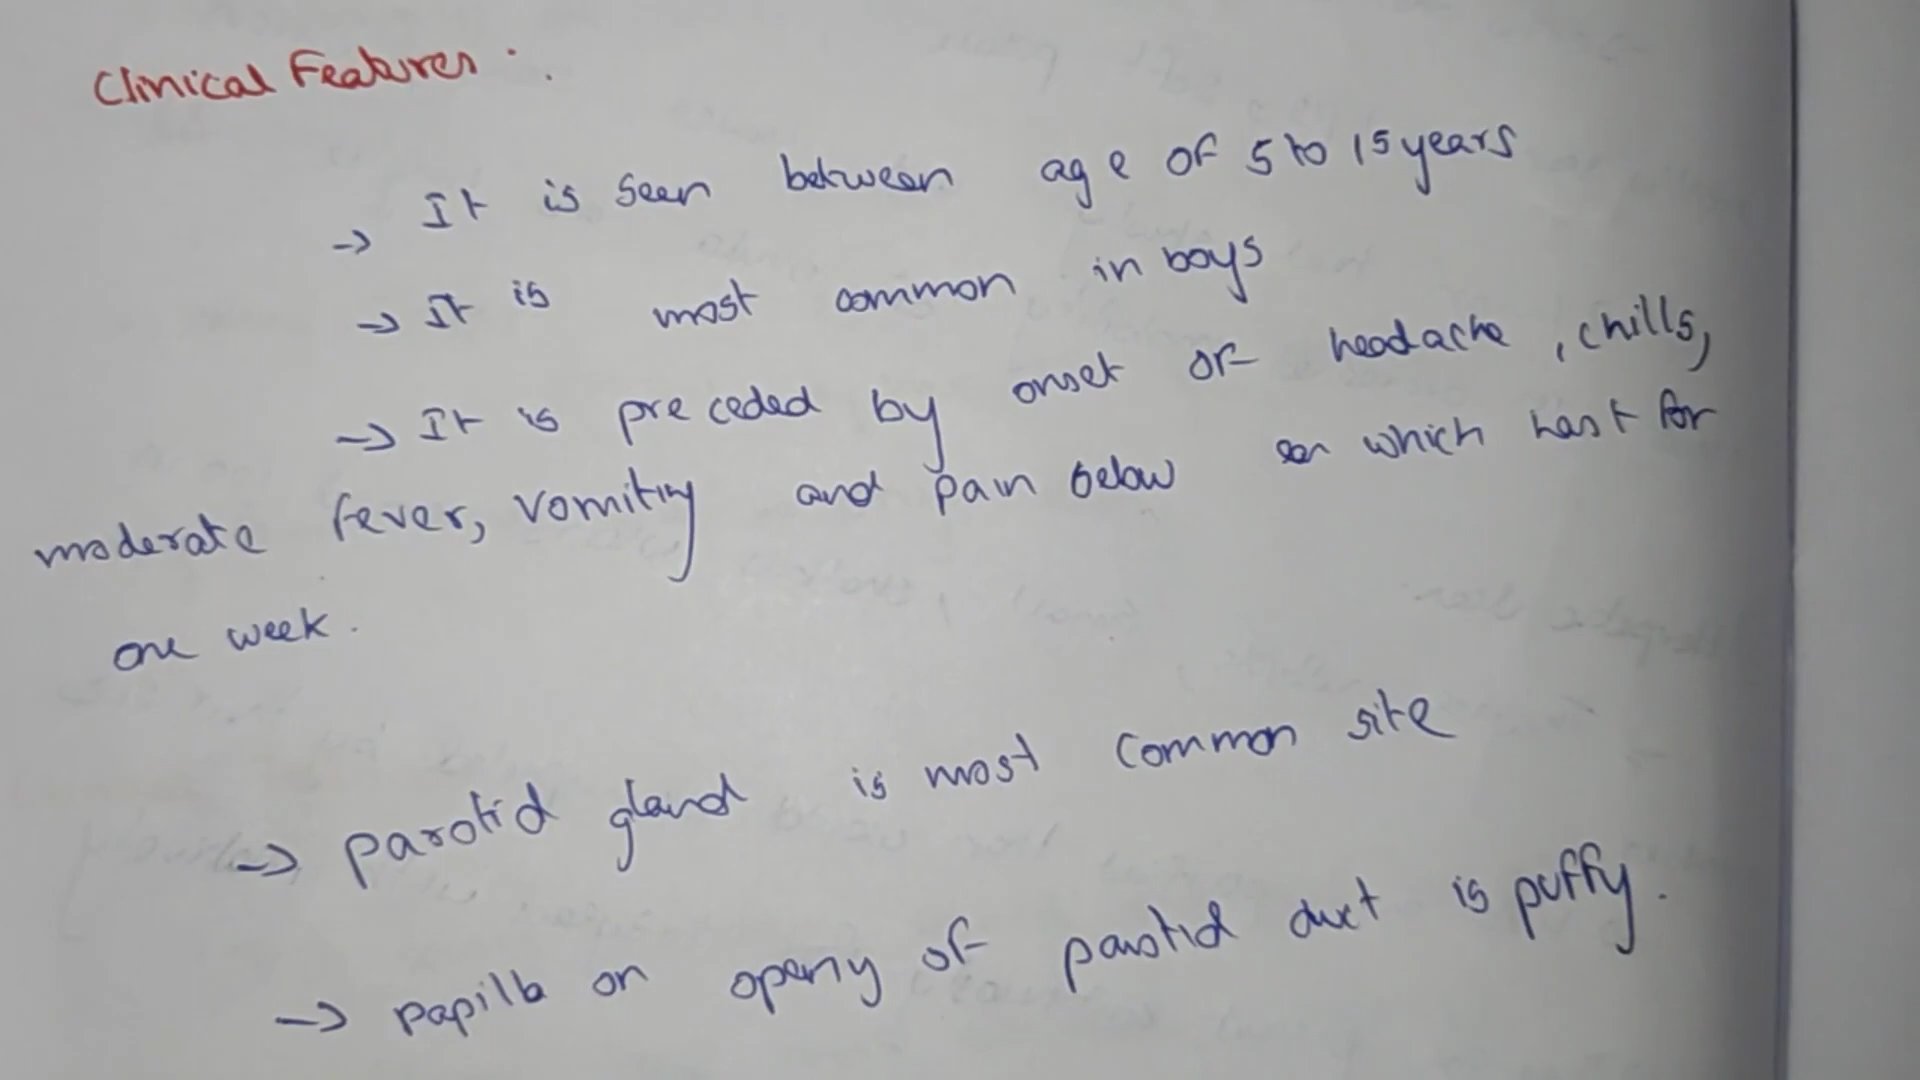 Clinical Features :
→ It is seen between age of 5 to 15 years
→ It is most common in boys
→ It is preceded by onset of headache, chills,
moderate fever, vomiting and pain below ear which last for
one week.
→ parotid gland is most common site
→ papilla on opening of parotid duct is puffy.